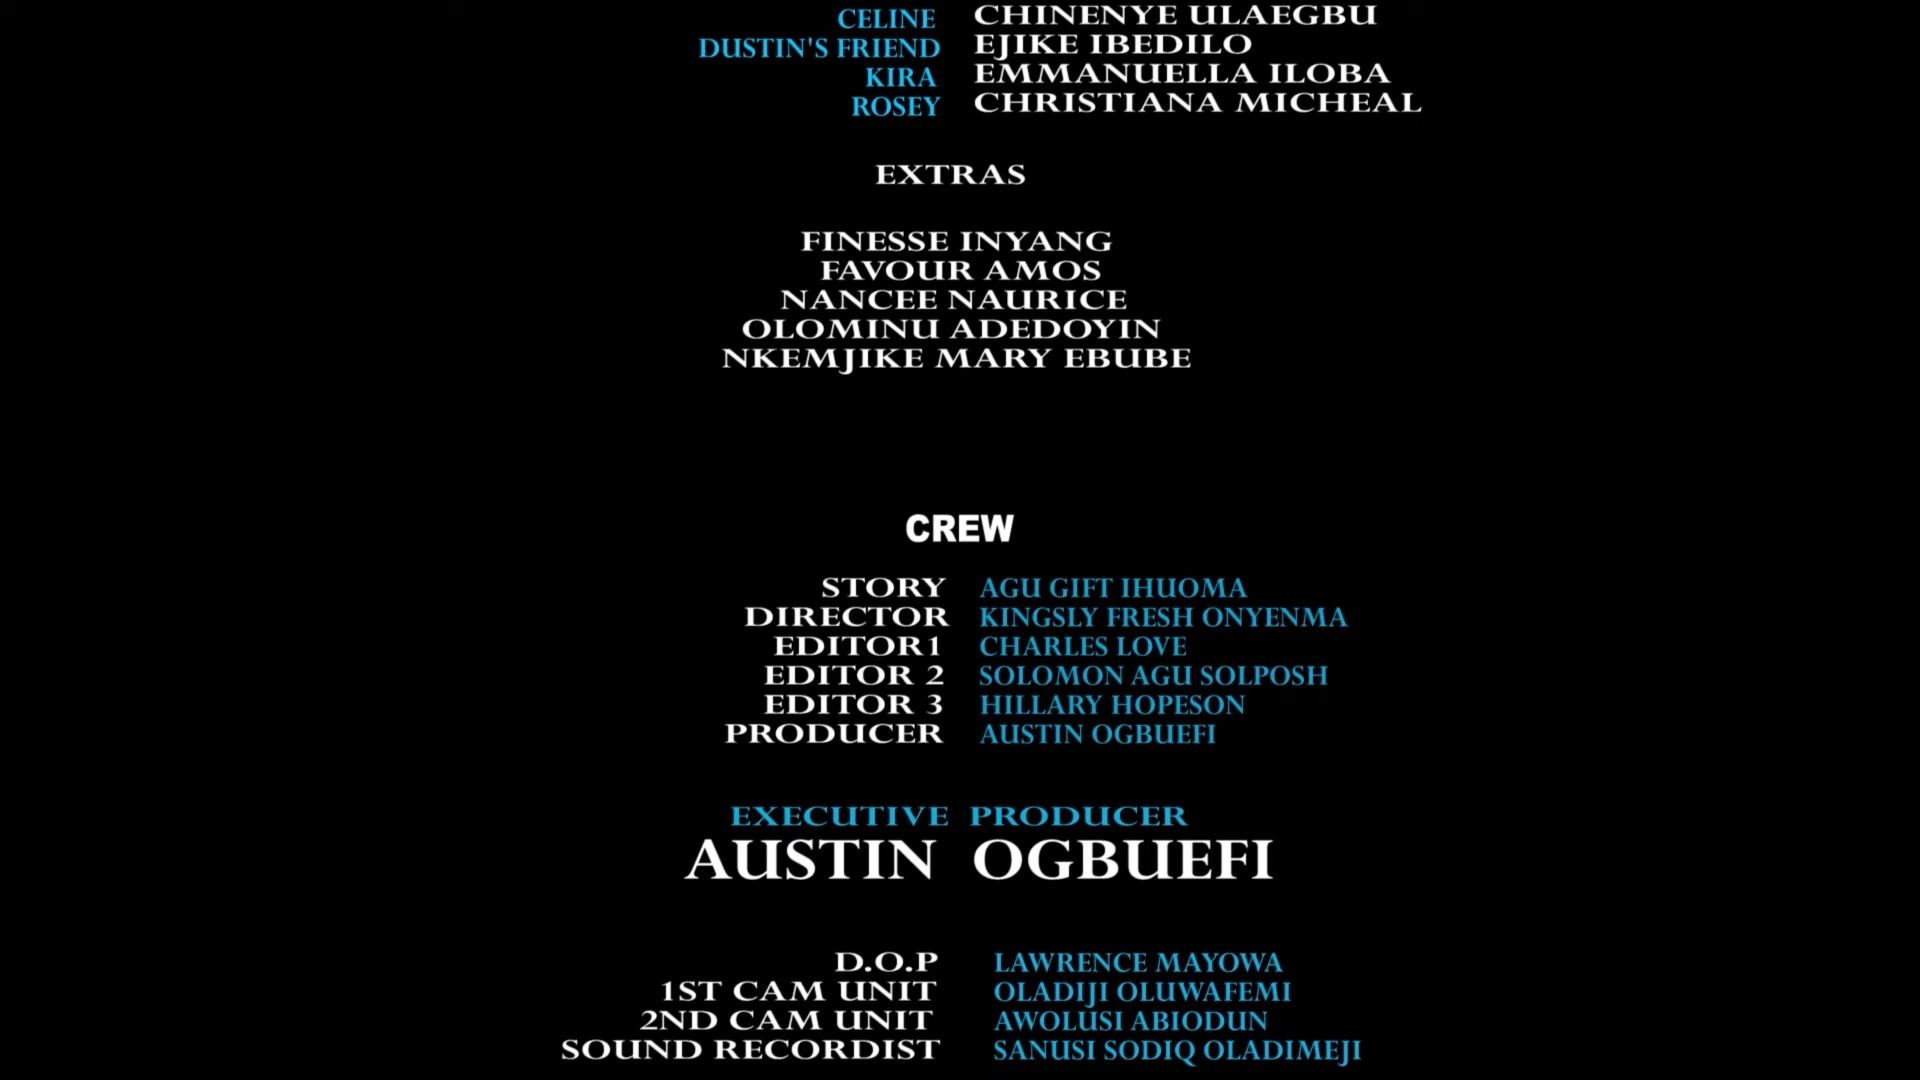 CELINE CHINENYE ULAEGBU
DUSTIN'S FRIEND EJIKE IBEDILO
KIRA EMMANUELLA ILOBA
ROSEY CHRISTIANA MICHEAL
EXTRAS
FINESSE INYANG
FAVOUR AMOS
NANCEE NAURICE
OLOMINU ADEDOYIN
NKEMJIKE MARY EBUBE
CREW
STORY AGU GIFT IHUOMA
DIRECTOR KINGSLY FRESH ONYENMA
EDITOR1 CHARLES LOVE
EDITOR 2 SOLOMON AGU SOLPOSH
EDITOR 3 HILLARY HOPESON
PRODUCER AUSTIN OGBUEFI
EXECUTIVE PRODUCER
AUSTIN OGBUEFI
D.O.P LAWRENCE MAYOWA
1ST CAM UNIT OLADIJI OLUWAFEMI
2ND CAM UNIT AWOLUSI ABIODUN
SOUND RECORDIST SANUSI SODIQ OLADIMEJI